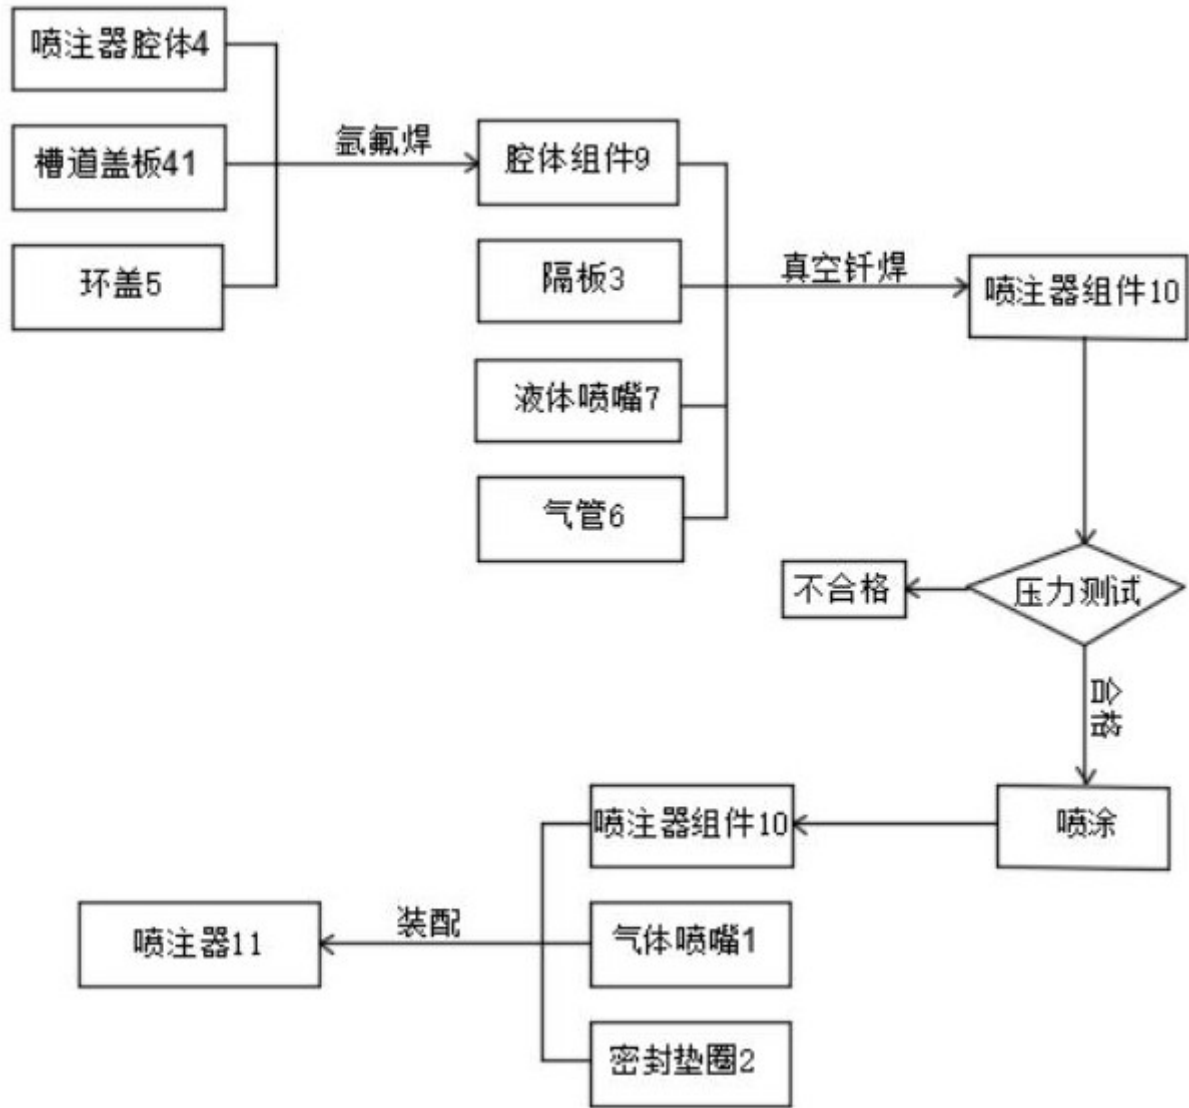 喷注器腔体4
槽道盖板41
环盖5
氩氟焊
腔体组件9
隔板3
液体喷嘴7
气管6
真空钎焊
喷注器组件10
压力测试
不合格
合格
喷涂
喷注器组件10
气体喷嘴1
密封垫圈2
装配
喷注器11